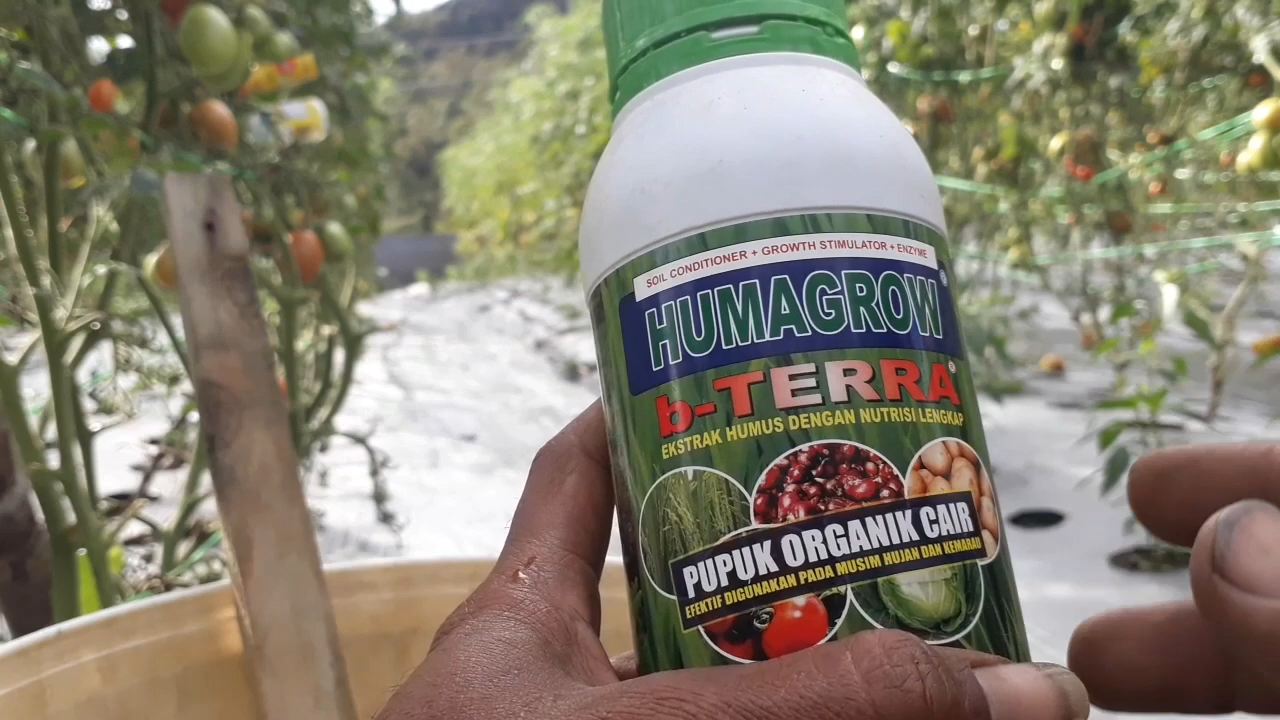 SOIL CONDITIONER + GROWTH STIMULATOR + ENZYME
HUMAGROW®
b-TERRA®
EKSTRAK HUMUS DENGAN NUTRISI LENGKAP
PUPUK ORGANIK CAIR
EFEKTIF DIGUNAKAN PADA MUSIM HUJAN DAN KEMARAU